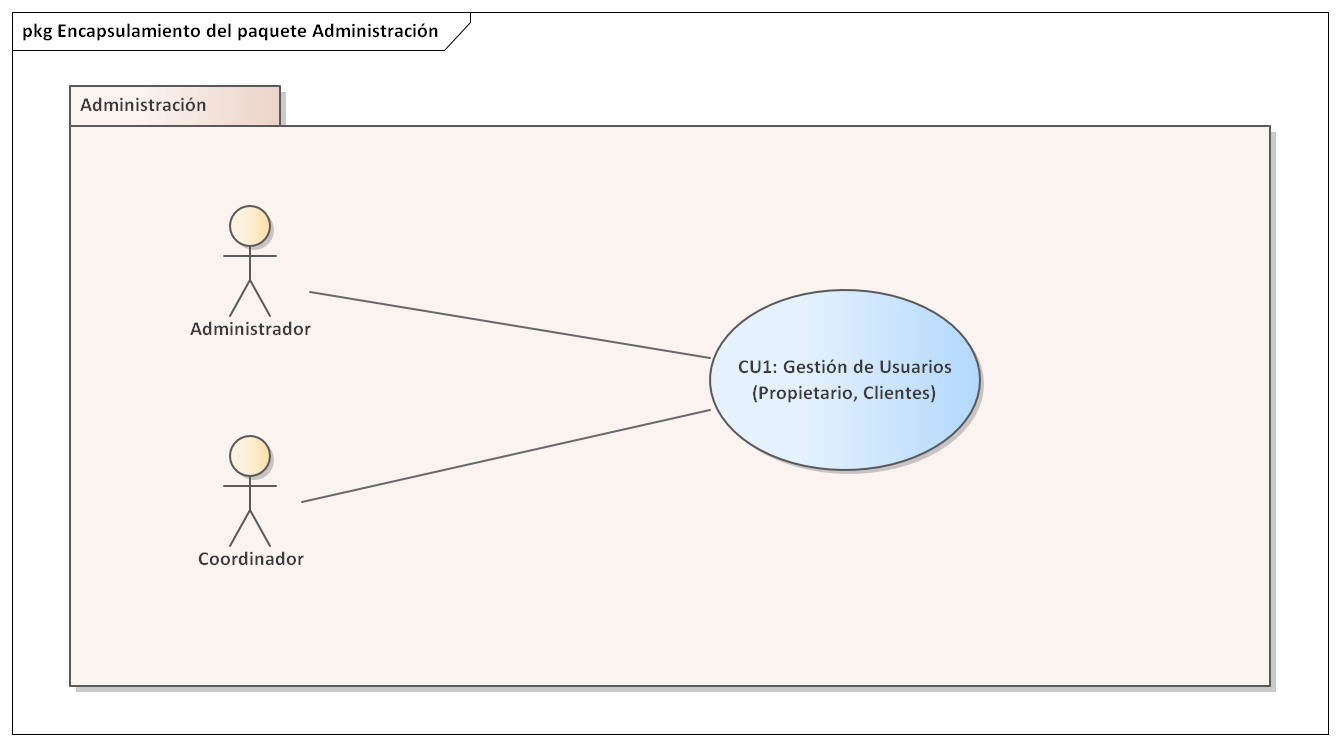 pkg Encapsulamiento del paquete Administración
Administración
Administrador
CU1: Gestión de Usuarios
(Propietario, Clientes)
Coordinador